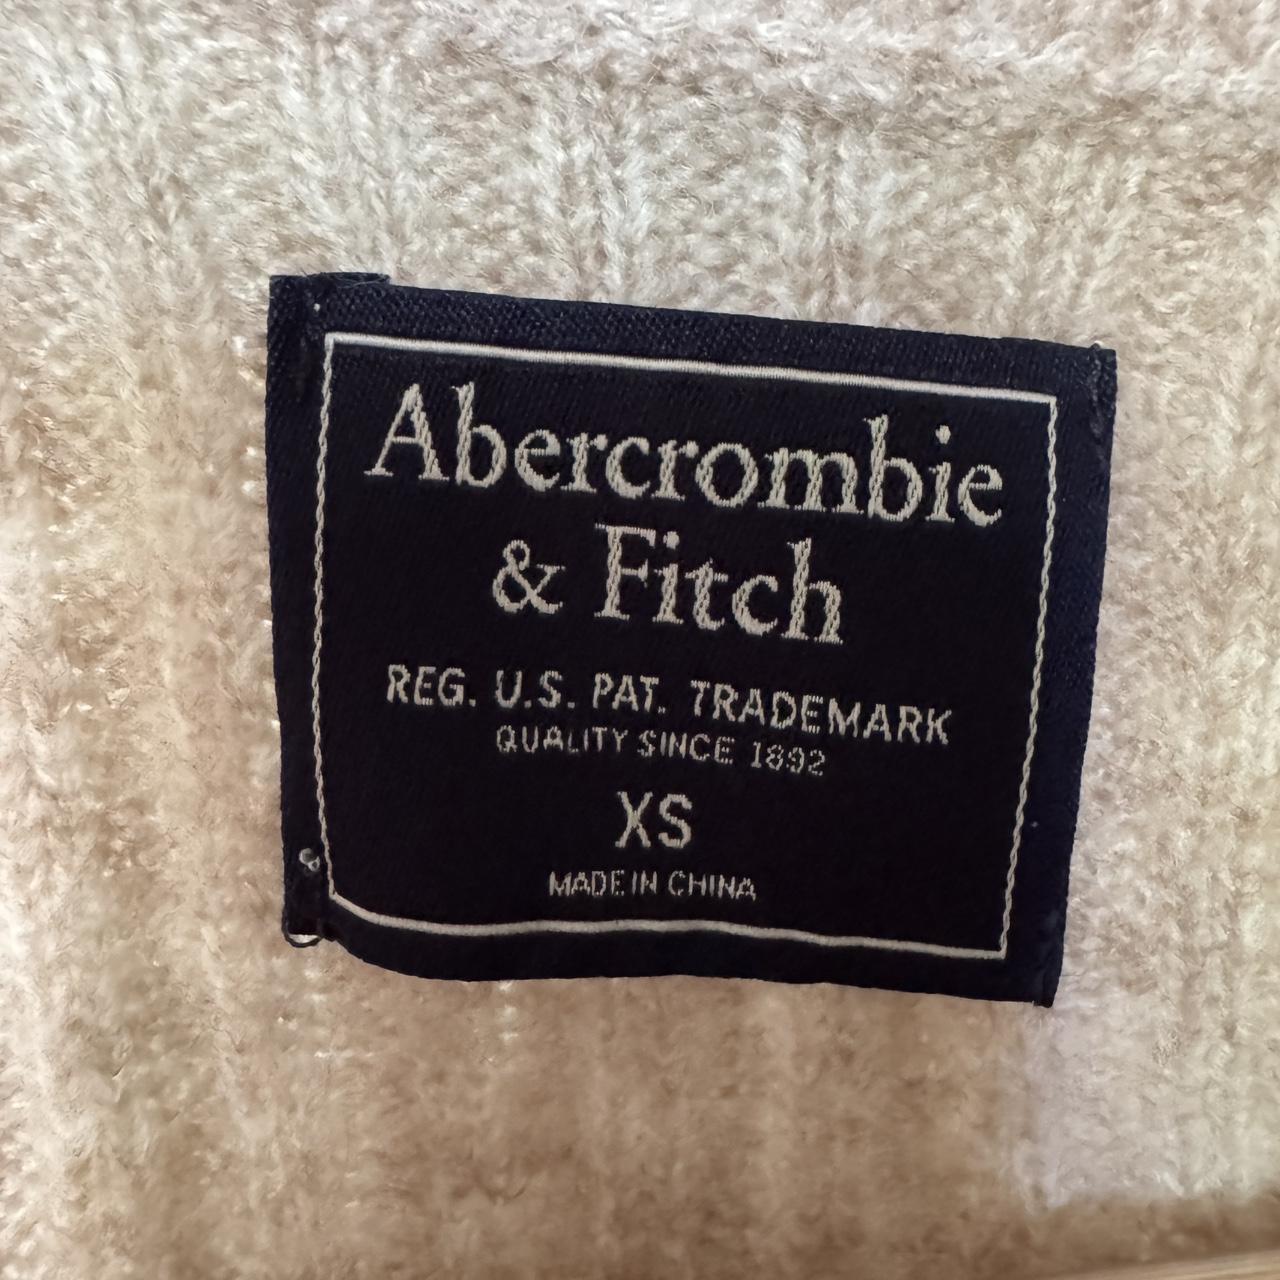 Abercrombie
& Fitch
REG. U.S. PAT. TRADEMARK
QUALITY SINCE 1892
XS
MADE IN CHINA